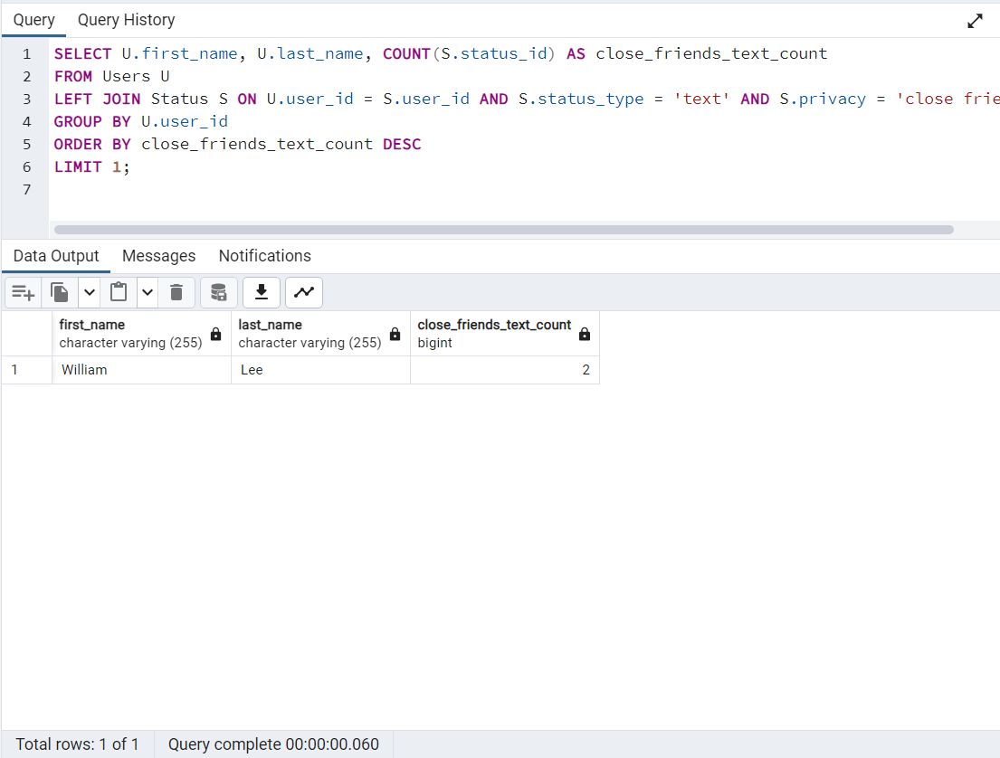 Query Query History
1 SELECT U.first_name, U.last_name, COUNT(S.status_id) AS close_friends_text_count
2 FROM Users U
3 LEFT JOIN Status S ON U.user_id = S.user_id AND S.status_type = 'text' AND S.privacy = 'close frie
4 GROUP BY U.user_id
5 ORDER BY close_friends_text_count DESC
6 LIMIT 1;
7
Data Output Messages Notifications
first_name last_name close_friends_text_count
character varying (255) character varying (255) bigint
1 William Lee 2
Total rows: 1 of 1 Query complete 00:00:00.060